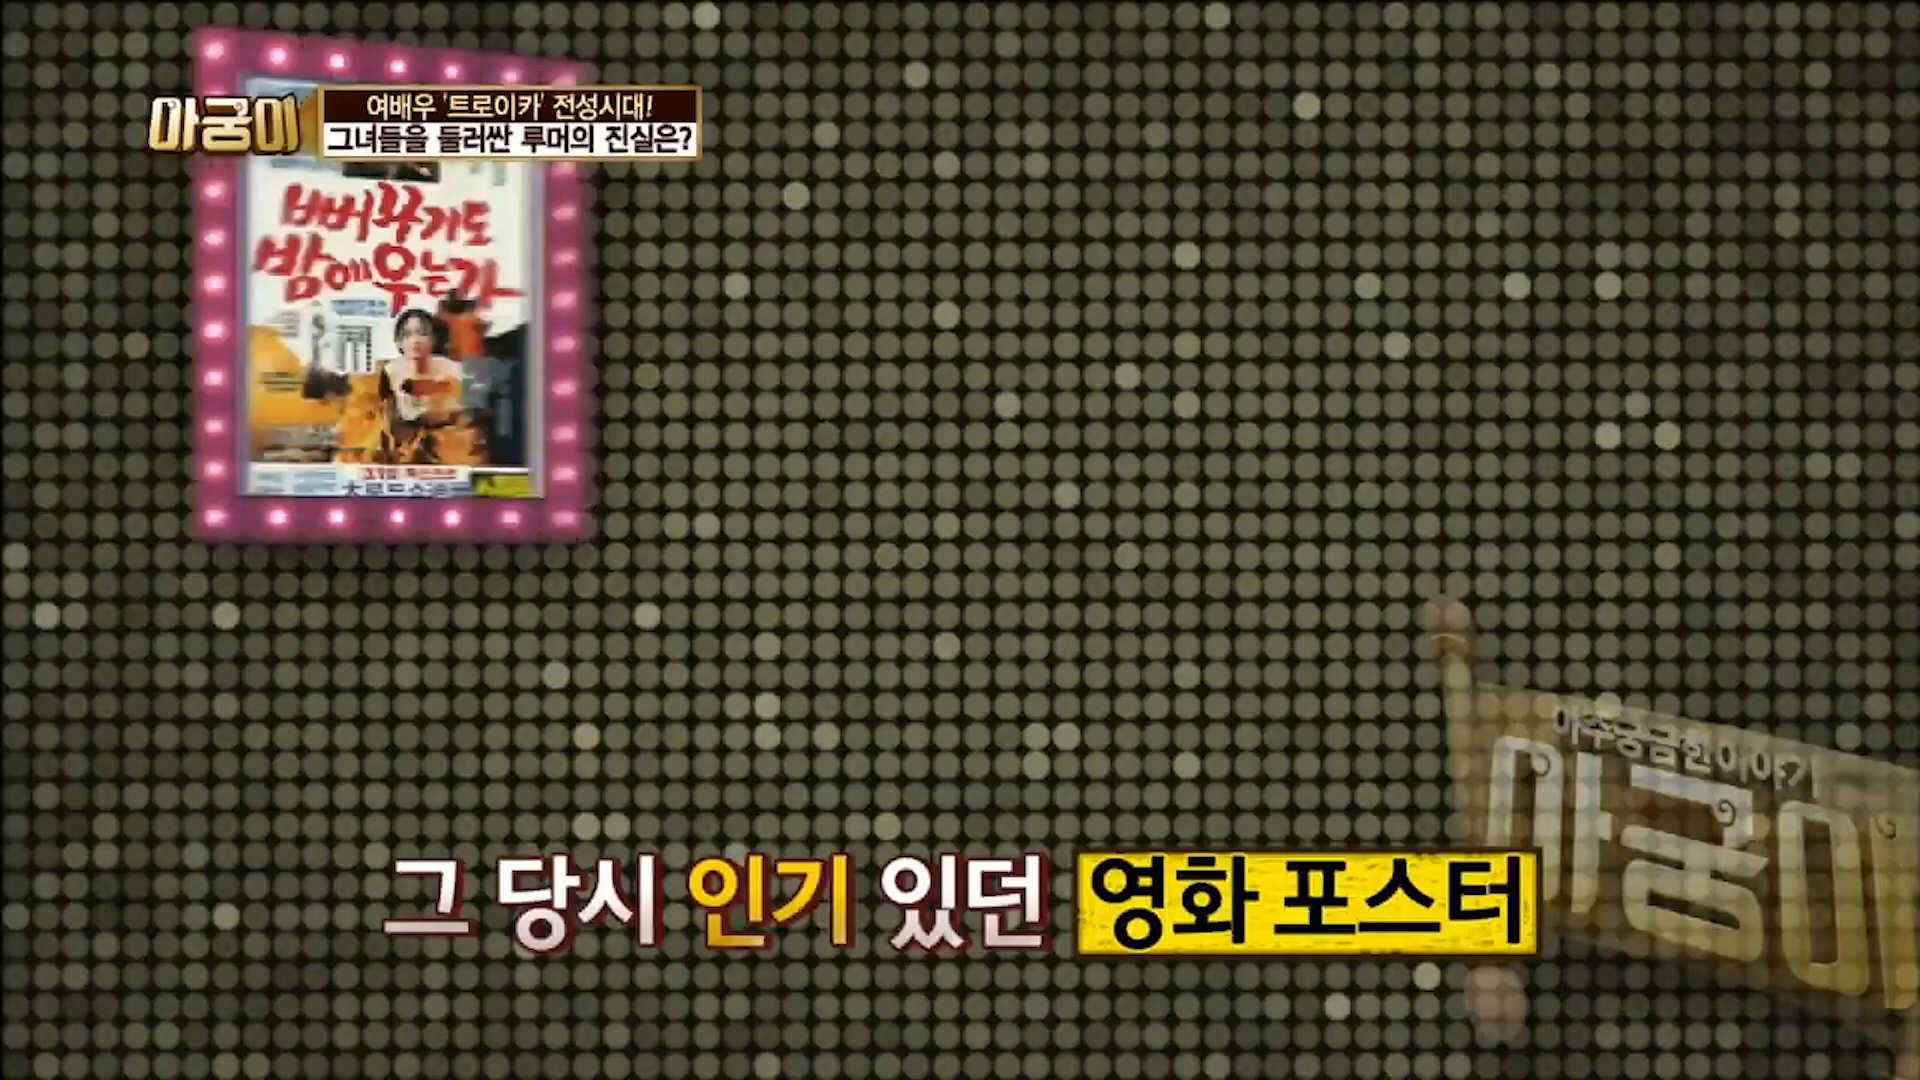 아궁이
여배우 '트로이카' 전성시대!
그녀들을 둘러싼 루머의 진실은?
뻐꾸기도
밤에 우는가
아주 궁금한 이야기
아궁이
그 당시 인기 있던 영화 포스터